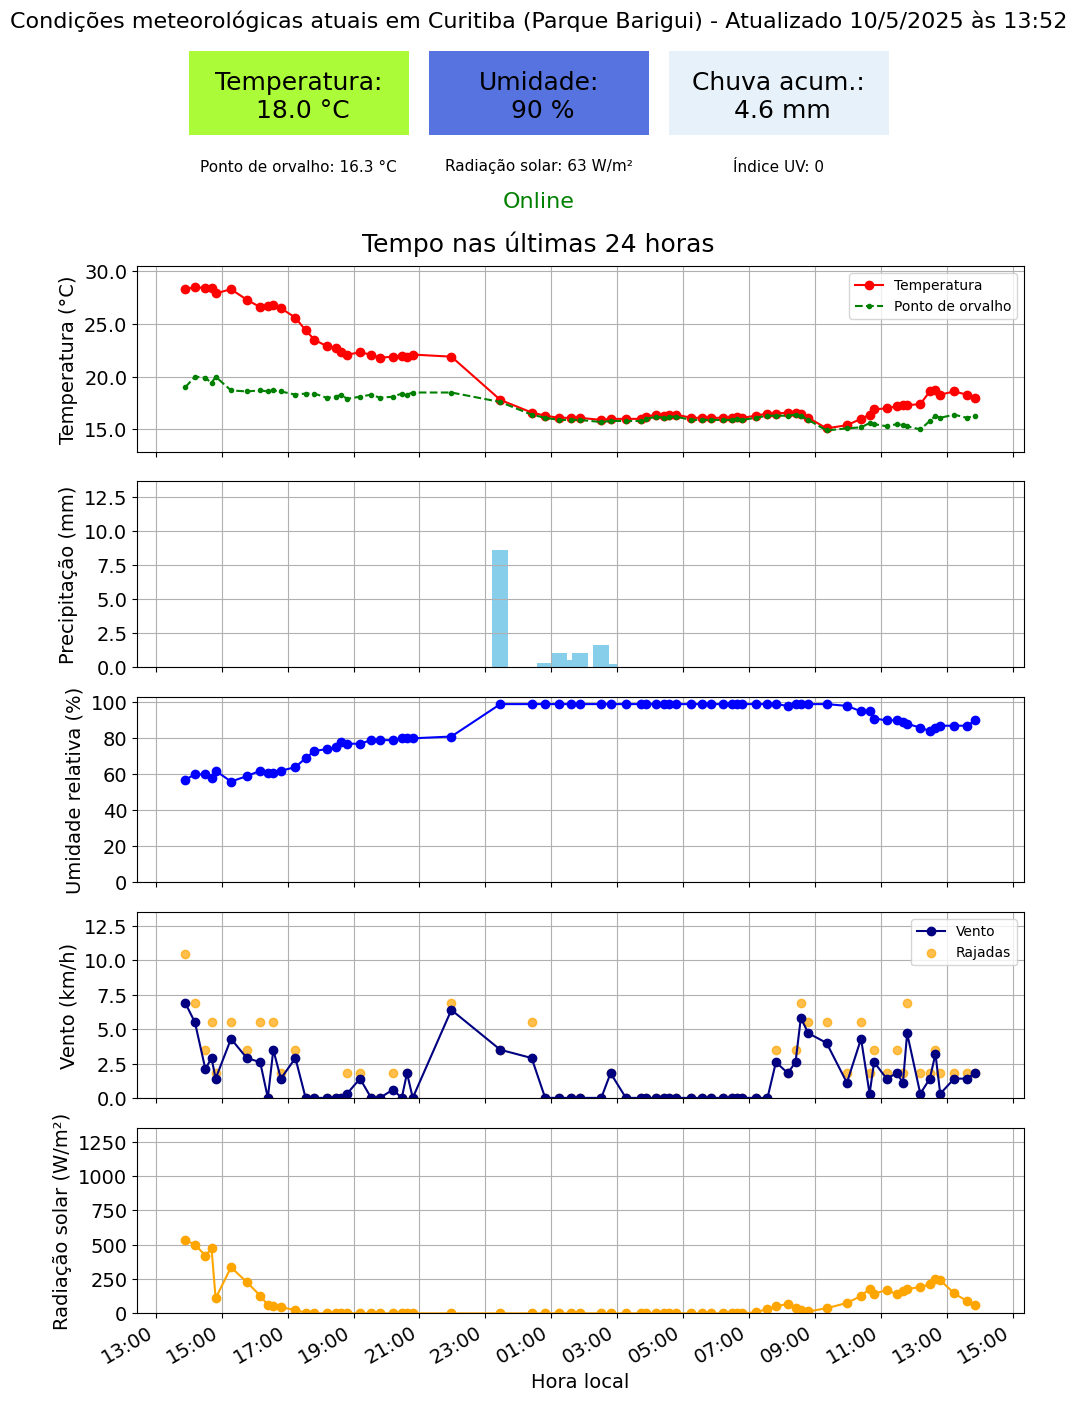 Condições meteorológicas atuais em Curitiba (Parque Barigui) - Atualizado 10/5/2025 às 13:52
Temperatura:
18.0 °C
Umidade:
90 %
Chuva acum.:
4.6 mm
Ponto de orvalho: 16.3 °C
Radiação solar: 63 W/m²
Índice UV: 0
Online
Tempo nas últimas 24 horas
Temperatura (°C)
30.0
25.0
20.0
15.0
Temperatura
Ponto de orvalho
Precipitação (mm)
12.5
10.0
7.5
5.0
2.5
0.0
Umidade relativa (%)
100
80
60
40
20
0
Vento (km/h)
12.5
10.0
7.5
5.0
2.5
0.0
Vento
Rajadas
Radiação solar (W/m²)
1250
1000
750
500
250
0
13:00
15:00
17:00
19:00
21:00
23:00
01:00
03:00
05:00
07:00
09:00
11:00
13:00
15:00
Hora local